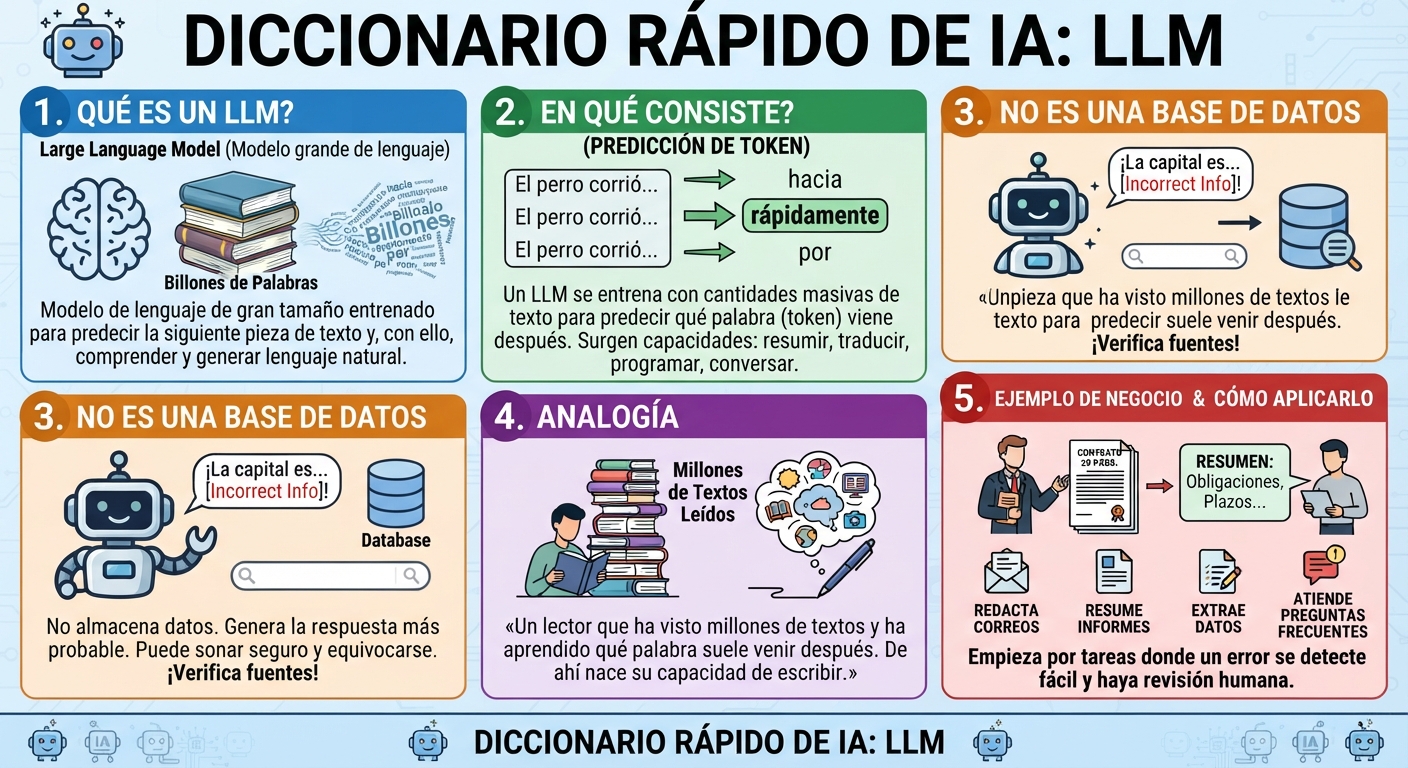 DICCIONARIO RÁPIDO DE IA: LLM
1. QUÉ ES UN LLM?
Large Language Model (Modelo grande de lenguaje)
hacia
Billones
per
Billones de Palabras
Modelo de lenguaje de gran tamaño entrenado
para predecir la siguiente pieza de texto y, con ello,
comprender y generar lenguaje natural.
2. EN QUÉ CONSISTE?
(PREDICCIÓN DE TOKEN)
El perro corrió... hacia
El perro corrió... rápidamente
El perro corrió... por
Un LLM se entrena con cantidades masivas de
texto para predecir qué palabra (token) viene
después. Surgen capacidades: resumir, traducir,
programar, conversar.
3. NO ES UNA BASE DE DATOS
¡La capital es...
[Incorrect Info]!
«Unpieza que ha visto millones de textos le
texto para predecir suele venir después.
¡Verifica fuentes!
3. NO ES UNA BASE DE DATOS
¡La capital es...
[Incorrect Info]!
Database
No almacena datos. Genera la respuesta más
probable. Puede sonar seguro y equivocarse.
¡Verifica fuentes!
4. ANALOGÍA
Millones
de Textos
Leídos
«Un lector que ha visto millones de textos y ha
aprendido qué palabra suele venir después. De
ahí nace su capacidad de escribir.»
5. EJEMPLO DE NEGOCIO & CÓMO APLICARLO
RESUMEN:
Obligaciones,
Plazos...
REDACTA
CORREOS
RESUME
INFORMES
EXTRAE
DATOS
ATIENDE
PREGUNTAS
FRECUENTES
Empieza por tareas donde un error se detecte
fácil y haya revisión humana.
IA
DICCIONARIO RÁPIDO DE IA: LLM
IA